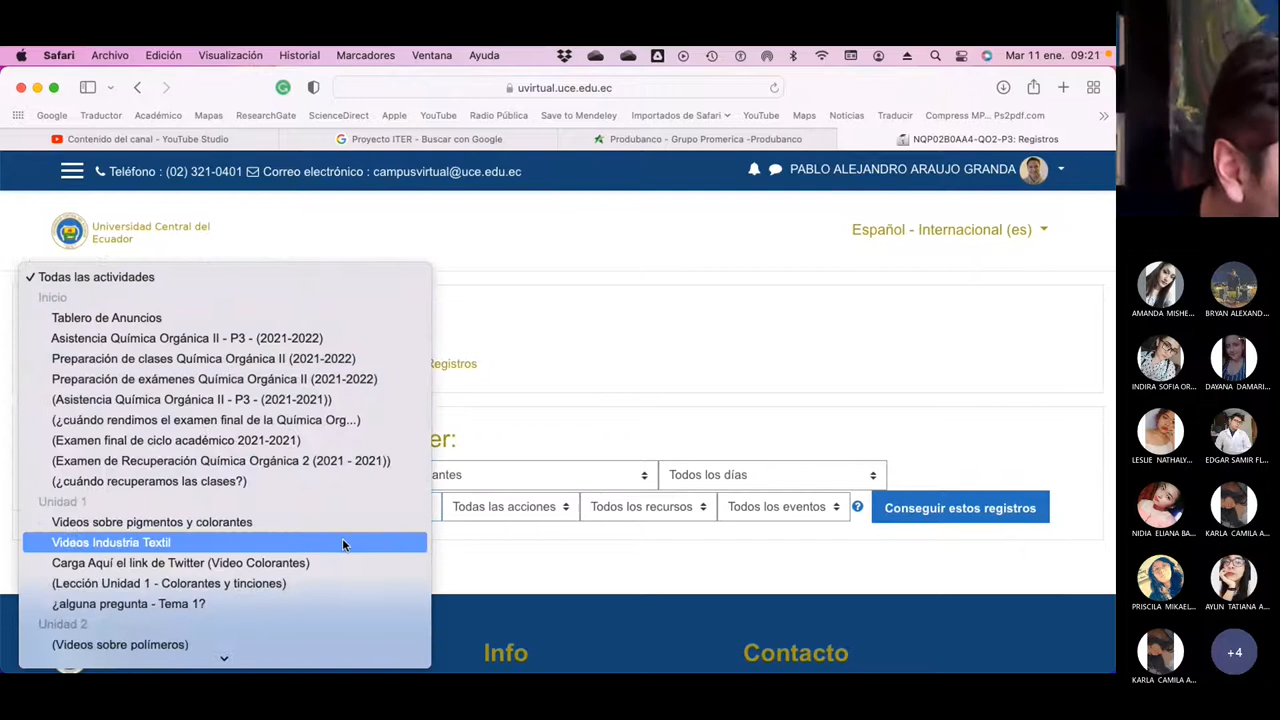 Safari Archivo Edición Visualización Historial Marcadores Ventana Ayuda Mar 11 ene. 09:21
uvirtual.uce.edu.ec
Google Traductor Académico Mapas ResearchGate ScienceDirect Apple YouTube Radio Pública Save to Mendeley Importados de Safari YouTube Maps Noticias Traducir Compress MP... Ps2pdf.com
Contenido del canal - YouTube Studio Proyecto ITER - Buscar con Google Produbanco - Grupo Promerica -Produbanco NQP02B0AA4-QO2-P3: Registros
Teléfono : (02) 321-0401 Correo electrónico : campusvirtual@uce.edu.ec PABLO ALEJANDRO ARAUJO GRANDA
Universidad Central del
Ecuador
Español - Internacional (es)
Todas las actividades
Inicio
Tablero de Anuncios
Asistencia Química Orgánica II - P3 - (2021-2022)
Preparación de clases Química Orgánica II (2021-2022)
Preparación de exámenes Química Orgánica II (2021-2022)
(Asistencia Química Orgánica II - P3 - (2021-2021))
(¿cuándo rendimos el examen final de la Química Org...)
(Examen final de ciclo académico 2021-2021)
(Examen de Recuperación Química Orgánica 2 (2021 - 2021))
(¿cuándo recuperamos las clases?)
Unidad 1
Videos sobre pigmentos y colorantes
Videos Industria Textil
Carga Aquí el link de Twitter (Video Colorantes)
(Lección Unidad 1 - Colorantes y tinciones)
¿alguna pregunta - Tema 1?
Unidad 2
(Videos sobre polímeros)
Registros
er:
antes Todos los días
Todas las acciones Todos los recursos Todos los eventos Conseguir estos registros
Info Contacto
AMANDA MISHE... BRYAN ALEXAND...
INDIRA SOFIA OR... DAYANA DAMARI...
LESLIE NATHALY... EDGAR SAMIR FL...
NIDIA ELIANA BA... KARLA CAMILA A...
PRISCILA MIKAEL... AYLIN TATIANA A...
KARLA CAMILA A... +4